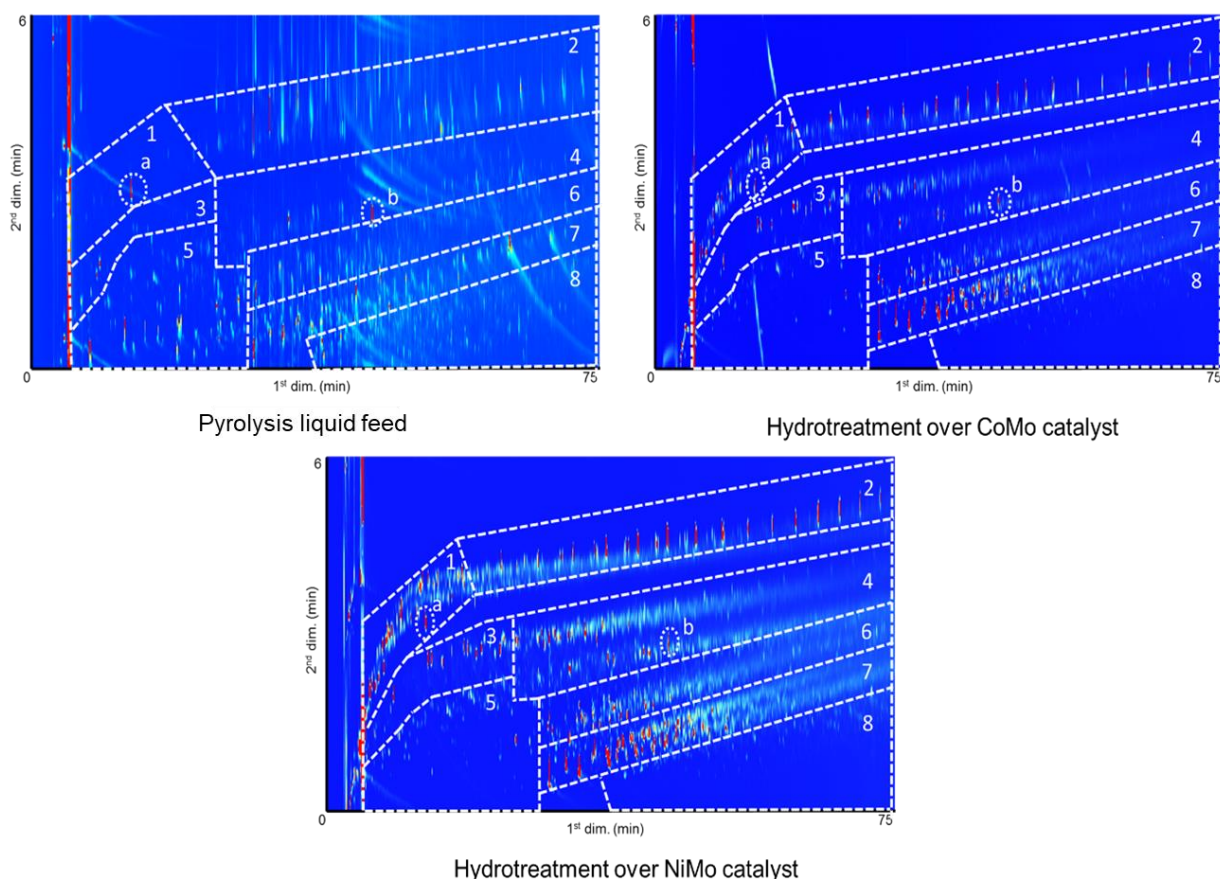 6
2
1
a
4
3
b
6
5
7
8
2nd dim. (min)
0
1st dim. (min)
75
Pyrolysis liquid feed
6
2
1
a
4
3
b
6
5
7
8
2nd dim. (min)
0
1st dim. (min)
75
Hydrotreatment over CoMo catalyst
6
2
1
a
4
3
b
6
5
7
8
2nd dim. (min)
0
1st dim. (min)
75
Hydrotreatment over NiMo catalyst